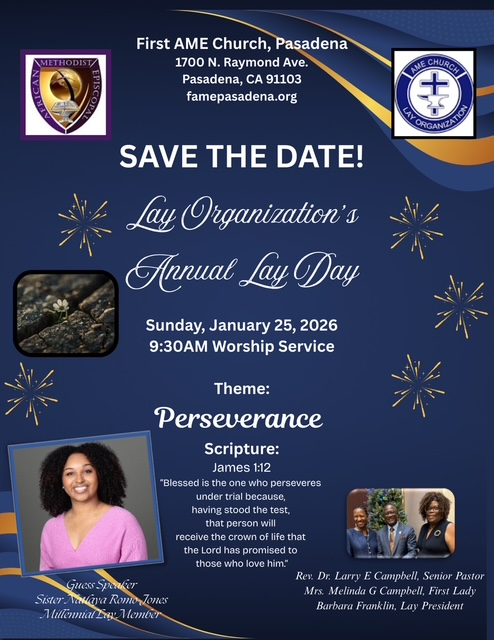 First AME Church, Pasadena
1700 N. Raymond Ave.
Pasadena, CA 91103
famepasadena.org
AFRICAN METHODIST EPISCOPAL
AME CHURCH
LAY ORGANIZATION
SAVE THE DATE!
Lay Organization's
Annual Lay Day
Sunday, January 25, 2026
9:30AM Worship Service
Theme:
Perseverance
Scripture:
James 1:12
"Blessed is the one who perseveres
under trial because,
having stood the test,
that person will
receive the crown of life that
the Lord has promised to
those who love him."
Guess Speaker
Sister Jones
Millennial Lay Member
Rev. Dr. Larry E Campbell, Senior Pastor
Mrs. Melinda G Campbell, First Lady
Barbara Franklin, Lay President